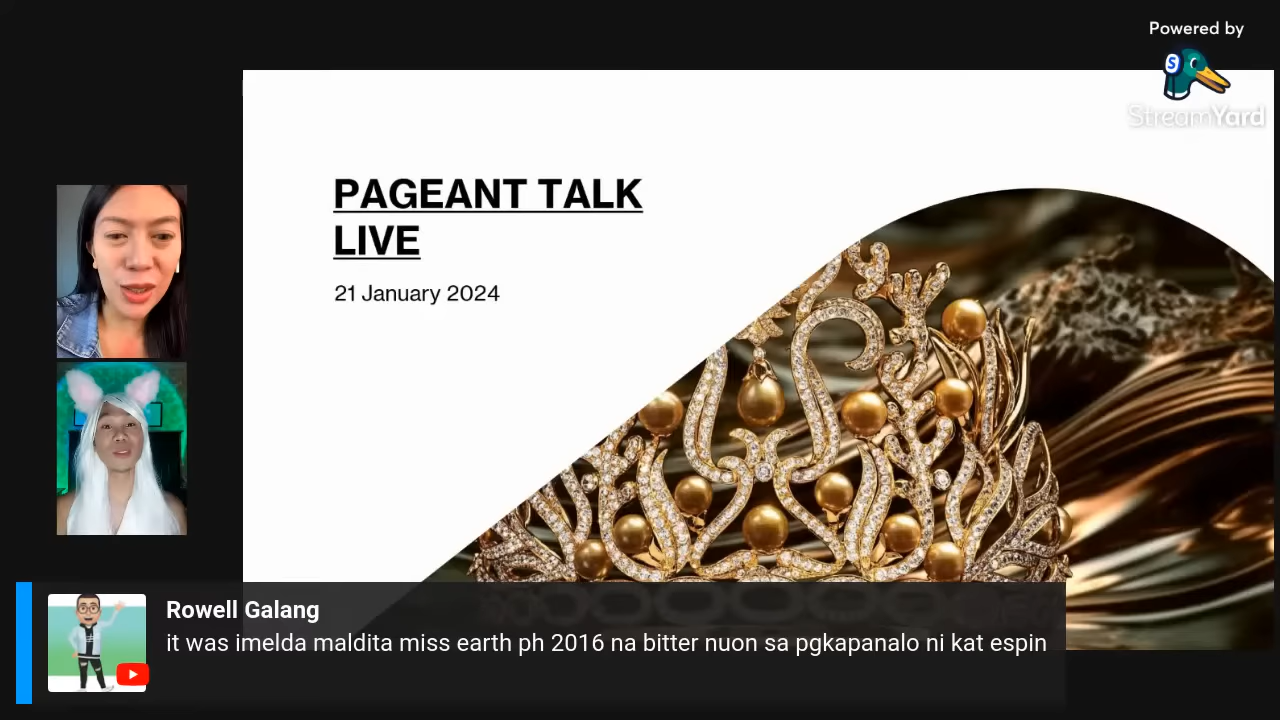 Powered by
S
StreamYard
PAGEANT TALK
LIVE
21 January 2024
Rowell Galang
it was imelda maldita miss earth ph 2016 na bitter nuon sa pgkapanalo ni kat espin